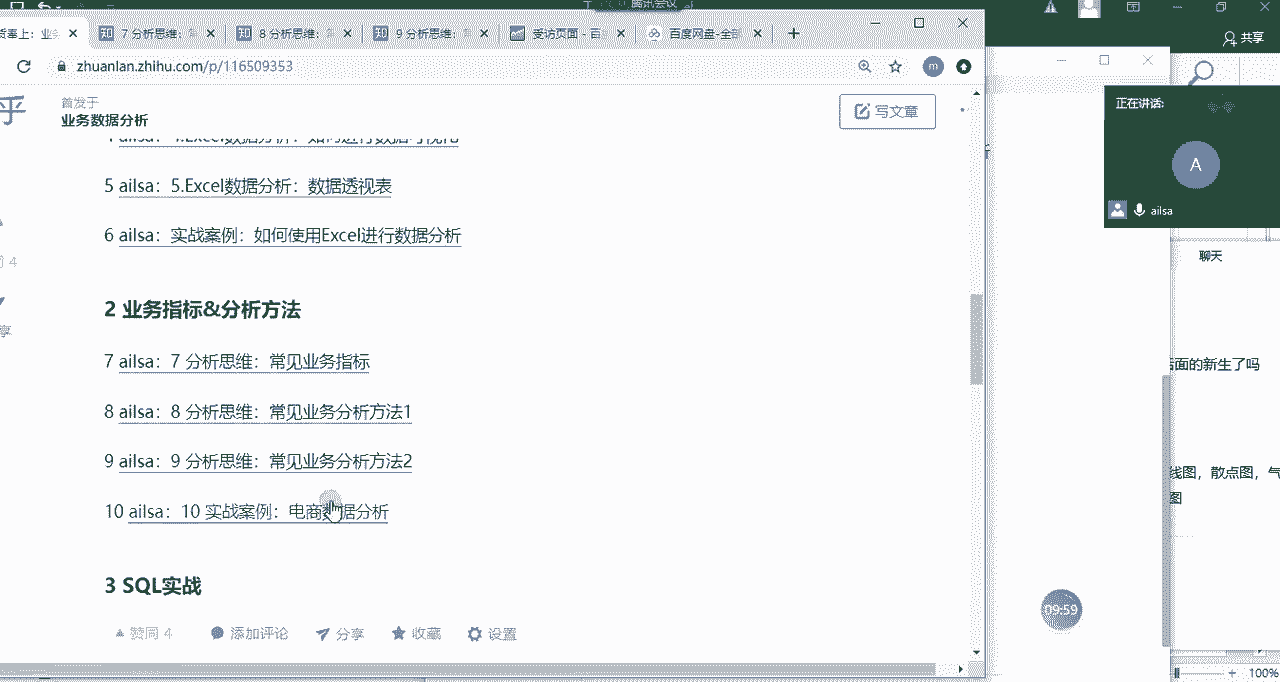 腾讯会议
共享
7 分析思维：
8 分析思维：
9 分析思维：
受访页面 - 百
百度网盘-全部
zhuanlan.zhihu.com/p/116509353
m
正在讲话:
乎
首发于
业务数据分析
写文章
A
ailsa
5 ailsa：5.Excel数据分析：数据透视表
6 ailsa：实战案例：如何使用Excel进行数据分析
聊天
4
享
2 业务指标&分析方法
7 ailsa：7 分析思维：常见业务指标
面的新生了吗
8 ailsa：8 分析思维：常见业务分析方法1
9 ailsa：9 分析思维：常见业务分析方法2
线图，散点图，气
图
10 ailsa：10 实战案例：电商数据分析
3 SQL实战
09:59
赞同 4
添加评论
分享
收藏
设置
100%